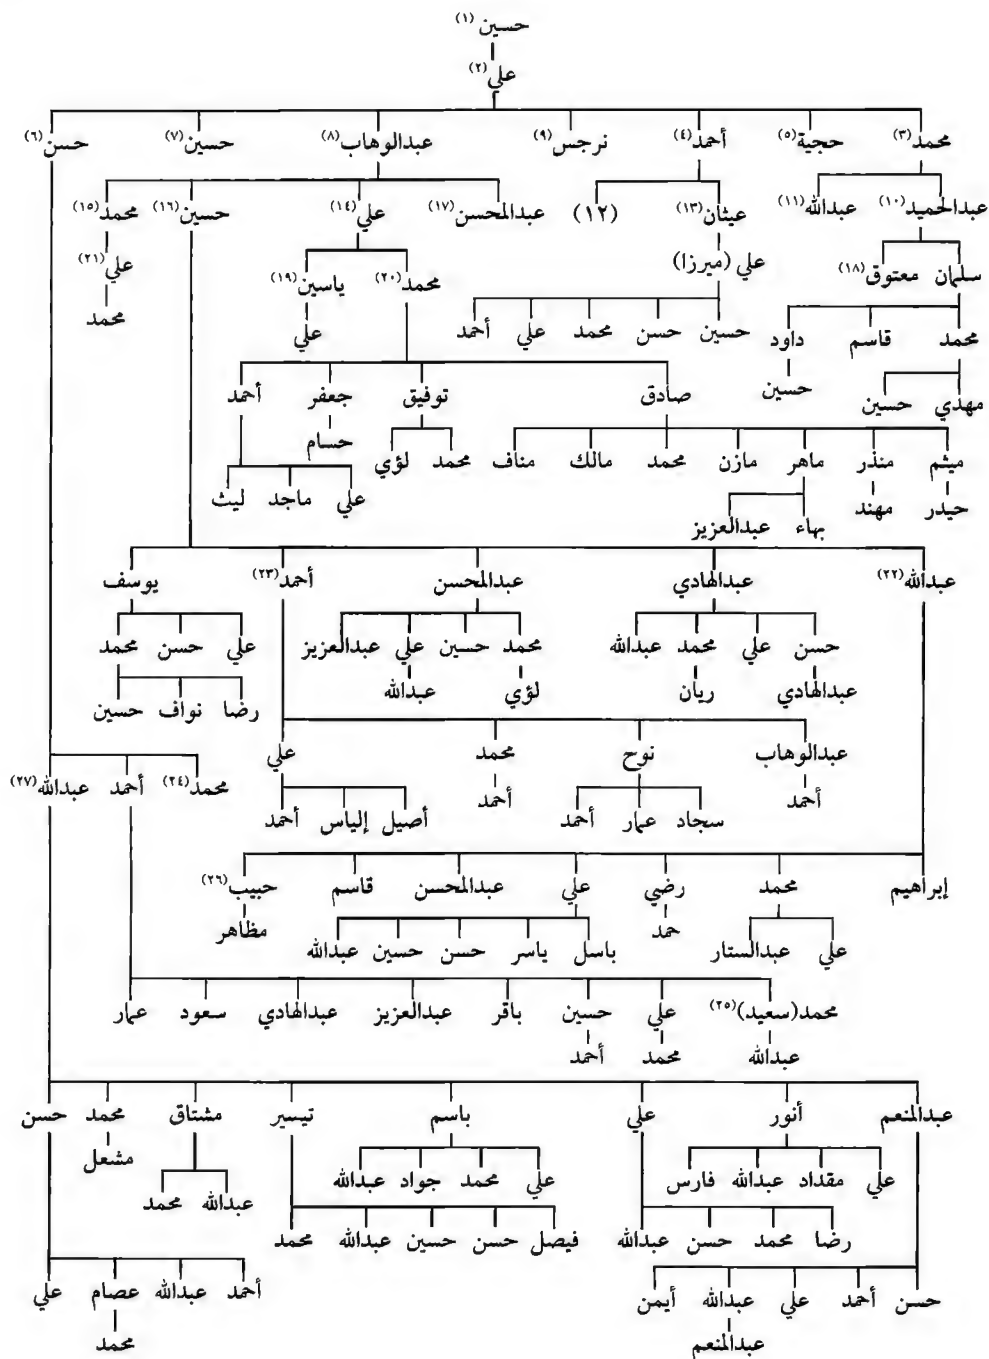 حسين (١)
علي (٢)
محمد (٣) حجية (٥) أحمد (٤) نرجس (٩) عبدالوهاب (٨) حسين (٧) حسن (٦)
عبدالحميد (١٠) عبدالله (١١) عيثان (١٣) (١٢) عبدالمحسن (١٧) علي (١٤) حسين (١٦) محمد (١٥)
سلمان معتوق (١٨) علي (ميرزا) محمد (٢٠) ياسين (١٩) علي (٢١)
محمد قاسم داود حسين حسن محمد علي أحمد علي محمد
مهدي حسين حسين صادق توفيق جعفر أحمد
ميثم منذر ماهر مازن محمد مالك مناف محمد لؤي حسام علي ماجد ليث
حيدر مهند بهاء عبدالعزيز
عبدالله (٢٢) عبدالهادي عبدالمحسن أحمد (٢٣) يوسف
حسن علي محمد عبدالله محمد حسين علي عبدالعزيز علي حسن محمد
عبدالهادي ريان لؤي عبدالله رضا نواف حسين
عبدالوهاب نوح محمد علي محمد (٢٤) أحمد عبدالله (٢٧)
أحمد سجاد عمار أحمد أحمد أصيل إلياس أحمد
إبراهيم محمد رضي علي عبدالمحسن قاسم حبيب (٢٦)
علي عبدالستار حمد باسل ياسر حسن حسين عبدالله مظاهر
محمد (سعيد) (٢٥) علي حسين باقر عبدالعزيز عبدالهادي سعود عمار
عبدالله محمد أحمد
عبدالمنعم أنور علي باسم تيسير مشتاق محمد حسن
علي مقداد عبدالله فارس علي محمد جواد عبدالله عبدالله محمد مشعل
رضا محمد حسن عبدالله فيصل حسن حسين عبدالله محمد
حسن أحمد علي عبدالله أيمن أحمد عبدالله عصام علي
عبدالمنعم محمد